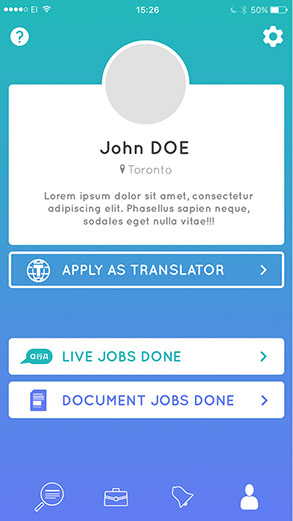 EI 15:26 50%
?
John DOE
Toronto
Lorem ipsum dolor sit amet, consectetur
adipiscing elit. Phasellus sapien neque,
sodales eget nulla vitae!!!
T APPLY AS TRANSLATOR
LIVE JOBS DONE
DOCUMENT JOBS DONE